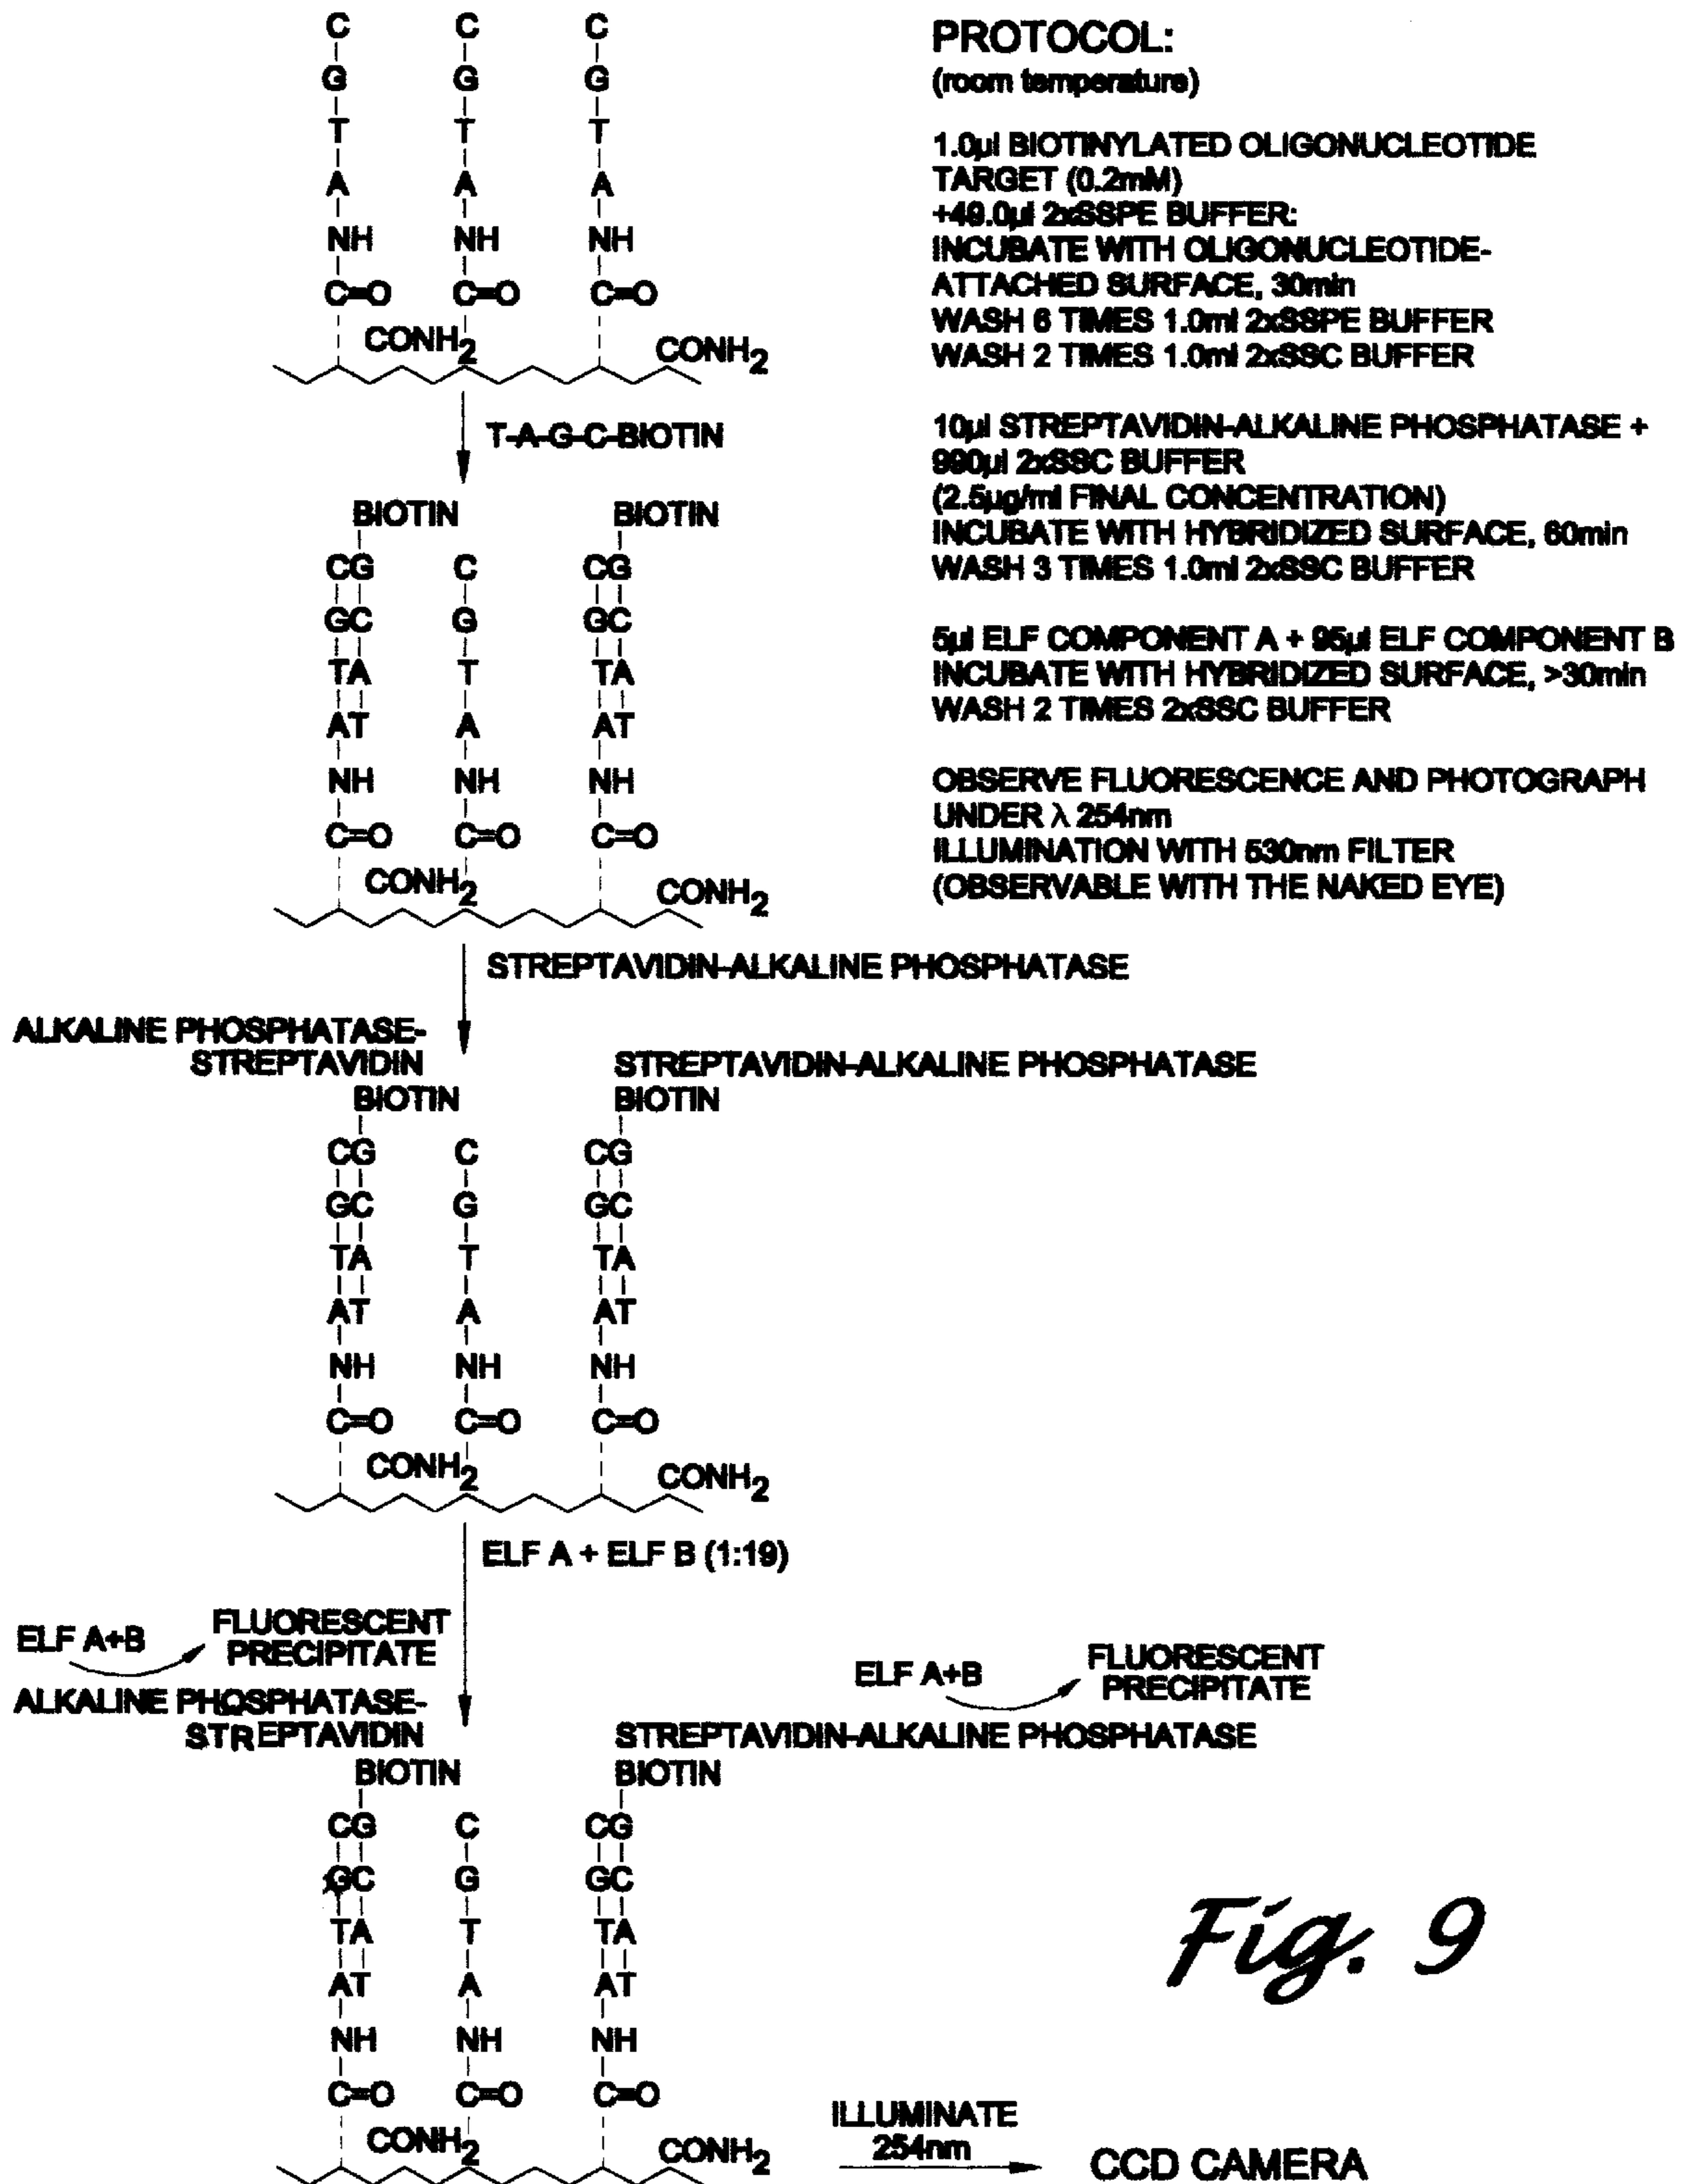 C C C
G G G
T T T
A A A
NH NH NH
C=O C=O C=O
CONH2 CONH2
T-A-G-C-BIOTIN
BIOTIN BIOTIN
CG C CG
GC G GC
TA T TA
AT A AT
NH NH NH
C=O C=O C=O
CONH2 CONH2
STREPTAVIDIN-ALKALINE PHOSPHATASE
ALKALINE PHOSPHATASE-
STREPTAVIDIN STREPTAVIDIN-ALKALINE PHOSPHATASE
BIOTIN BIOTIN
CG C CG
GC G GC
TA T TA
AT A AT
NH NH NH
C=O C=O C=O
CONH2 CONH2
ELF A + ELF B (1:19)
ELF A+B FLUORESCENT
PRECIPITATE
ELF A+B FLUORESCENT
PRECIPITATE
ALKALINE PHOSPHATASE-
STREPTAVIDIN STREPTAVIDIN-ALKALINE PHOSPHATASE
BIOTIN BIOTIN
CG C CG
GC G GC
TA T TA
AT A AT
NH NH NH
C=O C=O C=O
CONH2 CONH2
ILLUMINATE
254nm
CCD CAMERA
PROTOCOL:
(room temperature)
1.0µl BIOTINYLATED OLIGONUCLEOTIDE
TARGET (0.2mM)
+49.0µl 2xSSPE BUFFER:
INCUBATE WITH OLIGONUCLEOTIDE-
ATTACHED SURFACE, 30min
WASH 6 TIMES 1.0ml 2xSSPE BUFFER
WASH 2 TIMES 1.0ml 2xSSC BUFFER
10µl STREPTAVIDIN-ALKALINE PHOSPHATASE +
990µl 2xSSC BUFFER
(2.5µg/ml FINAL CONCENTRATION)
INCUBATE WITH HYBRIDIZED SURFACE, 60min
WASH 3 TIMES 1.0ml 2xSSC BUFFER
5µl ELF COMPONENT A + 95µl ELF COMPONENT B
INCUBATE WITH HYBRIDIZED SURFACE, >30min
WASH 2 TIMES 2xSSC BUFFER
OBSERVE FLUORESCENCE AND PHOTOGRAPH
UNDER λ 254nm
ILLUMINATION WITH 530nm FILTER
(OBSERVABLE WITH THE NAKED EYE)
Fig. 9